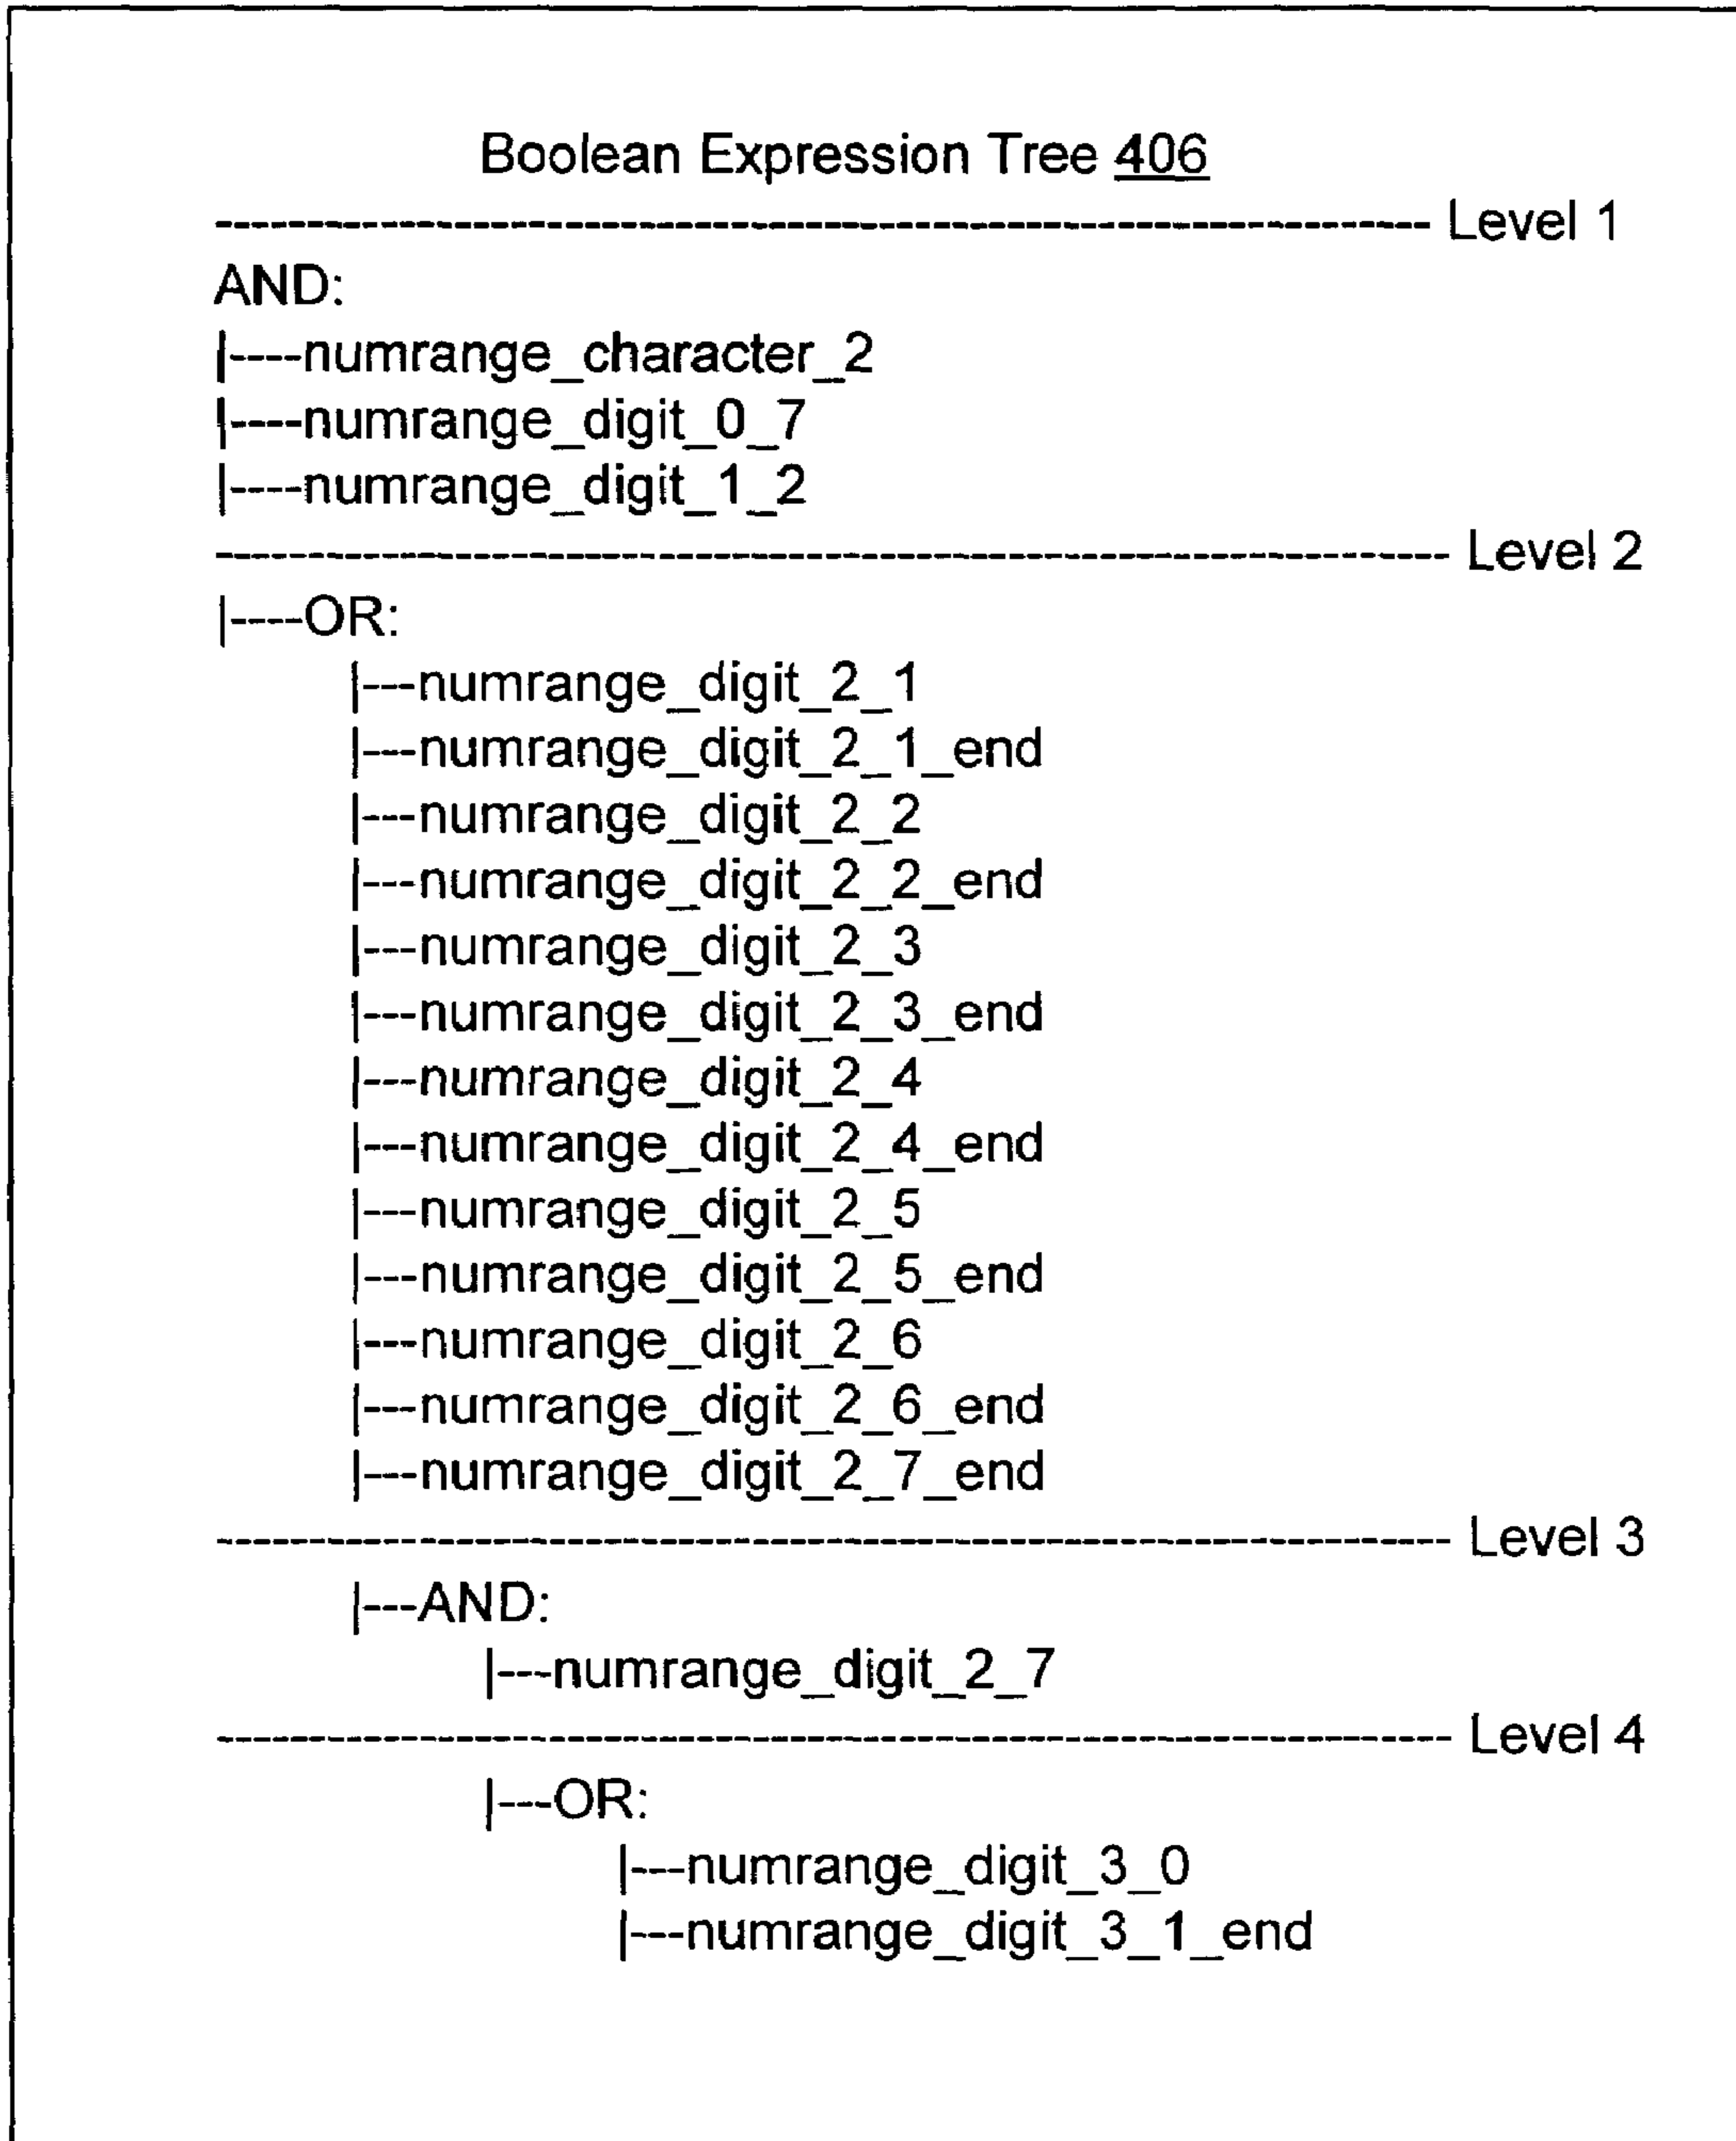 Boolean Expression Tree 406
------------------------------------------------------------------- Level 1
AND:
|----numrange_character_2
|----numrange_digit_0_7
|----numrange_digit_1_2
-------------------------------------------------------------------- Level 2
|----OR:
|---numrange_digit_2_1
|---numrange_digit_2_1_end
|---numrange_digit_2_2
|---numrange_digit_2_2_end
|---numrange_digit_2_3
|---numrange_digit_2_3_end
|---numrange_digit_2_4
|---numrange_digit_2_4_end
|---numrange_digit_2_5
|---numrange_digit_2_5_end
|---numrange_digit_2_6
|---numrange_digit_2_6_end
|---numrange_digit_2_7_end
-------------------------------------------------------------------- Level 3
|---AND:
|---numrange_digit_2_7
-------------------------------------------------------------------- Level 4
|---OR:
|---numrange_digit_3_0
|---numrange_digit_3_1_end